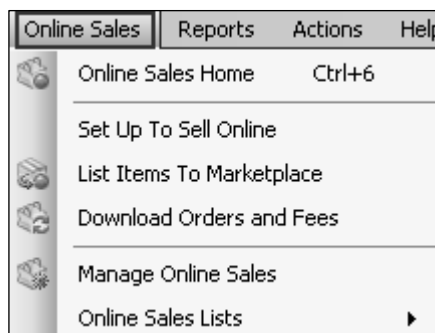 Online Sales Reports Actions Help
Online Sales Home Ctrl+6
Set Up To Sell Online
List Items To Marketplace
Download Orders and Fees
Manage Online Sales
Online Sales Lists